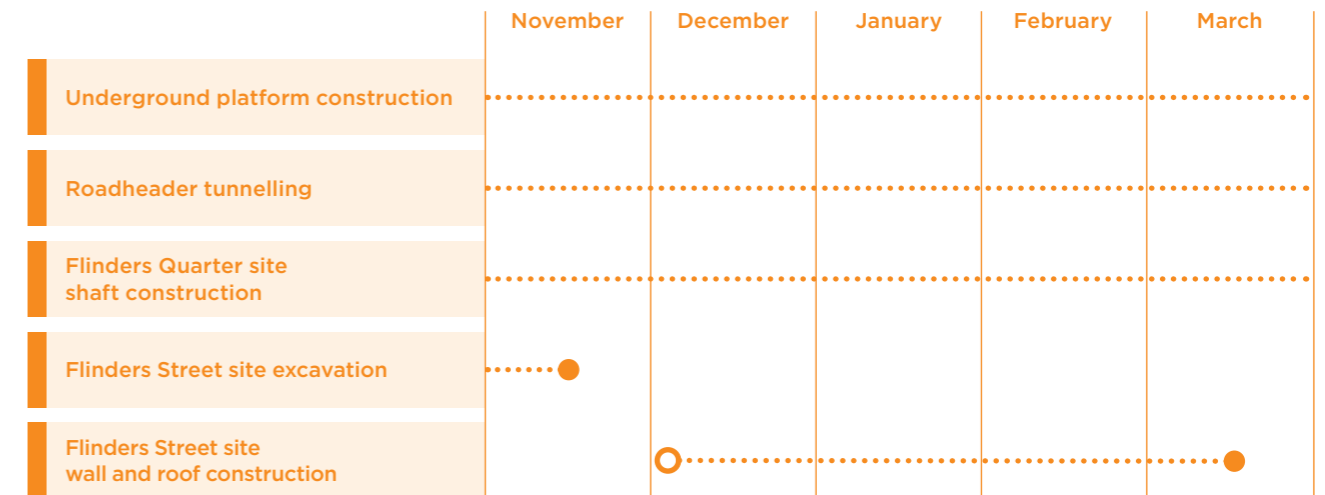 November December January February March
Underground platform construction
Roadheader tunnelling
Flinders Quarter site
shaft construction
Flinders Street site excavation
Flinders Street site
wall and roof construction